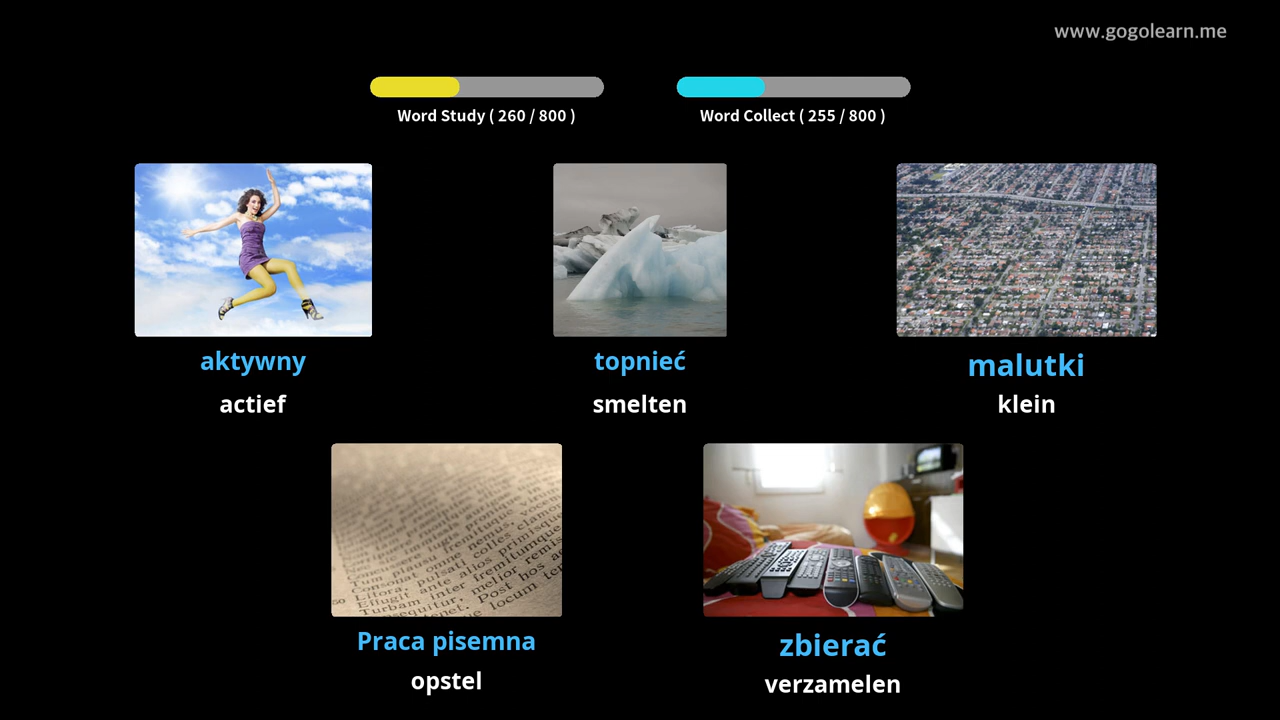 www.gogolearn.me
Word Study ( 260 / 800 )
Word Collect ( 255 / 800 )
aktywny
actief
topnieć
smelten
malutki
klein
Praca pisemna
opstel
zbierać
verzamelen